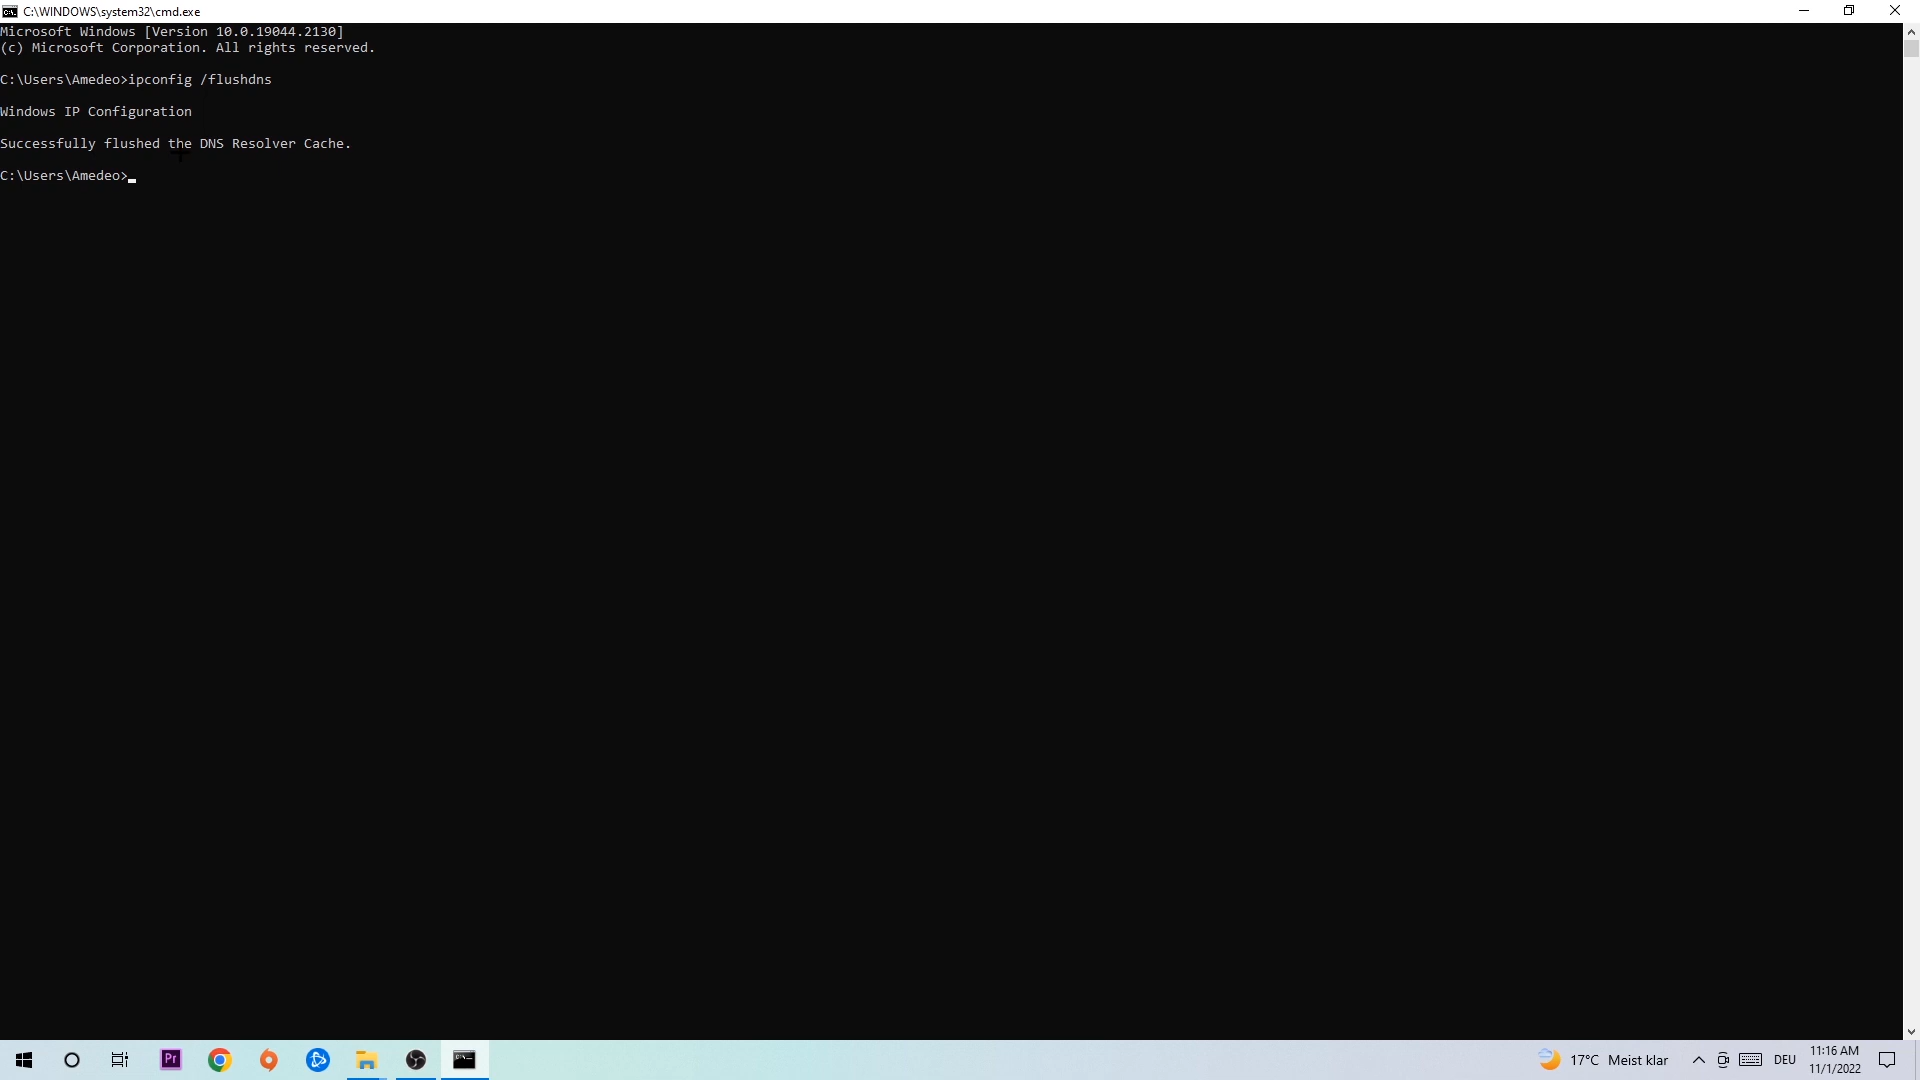 C:\WINDOWS\system32\cmd.exe
Microsoft Windows [Version 10.0.19044.2130]
(c) Microsoft Corporation. All rights reserved.
C:\Users\Amedeo>ipconfig /flushdns
Windows IP Configuration
Successfully flushed the DNS Resolver Cache.
C:\Users\Amedeo>
Pr
17°C Meist klar
DEU
11:16 AM
11/1/2022